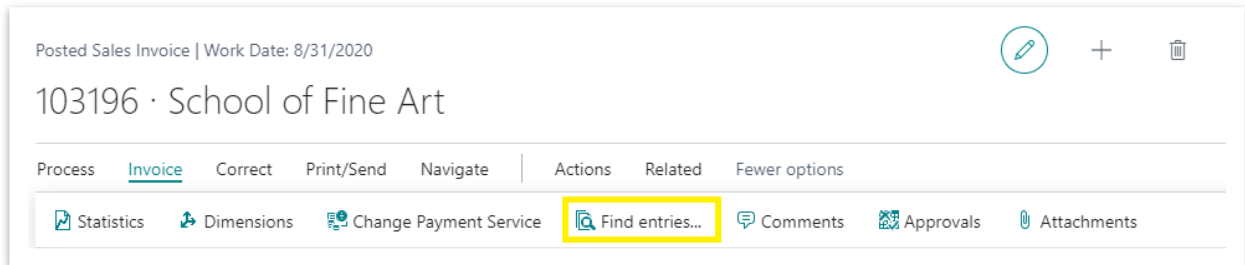 Posted Sales Invoice | Work Date: 8/31/2020
103196 · School of Fine Art
Process Invoice Correct Print/Send Navigate Actions Related Fewer options
Statistics Dimensions Change Payment Service Find entries... Comments Approvals Attachments